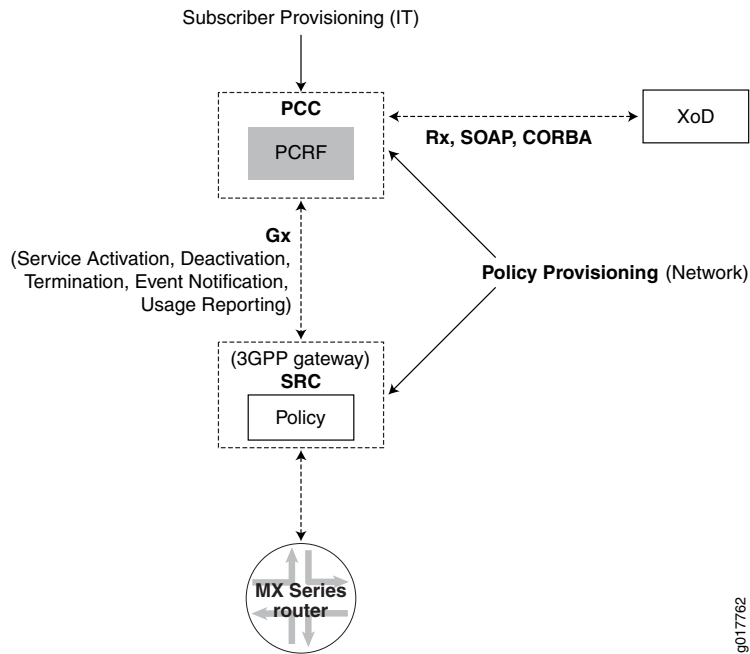 Subscriber Provisioning (IT)
PCC
PCRF
XoD
Rx, SOAP, CORBA
Gx
(Service Activation, Deactivation,
Termination, Event Notification,
Usage Reporting)
Policy Provisioning (Network)
(3GPP gateway)
SRC
Policy
MX Series
router
g017762